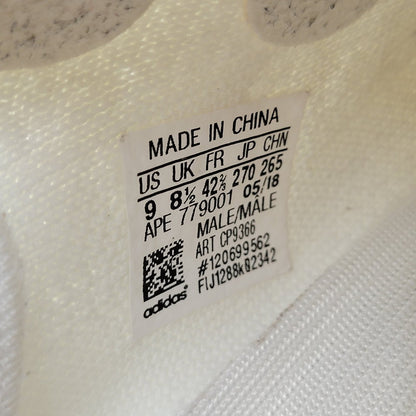 MADE IN CHINA
US UK FR JP CHN
9 8½ 42⅔ 270 265
APE 779001 05/18
MALE/MALE
ART CP9366
#120699562
FIJ1288k02342
adidas